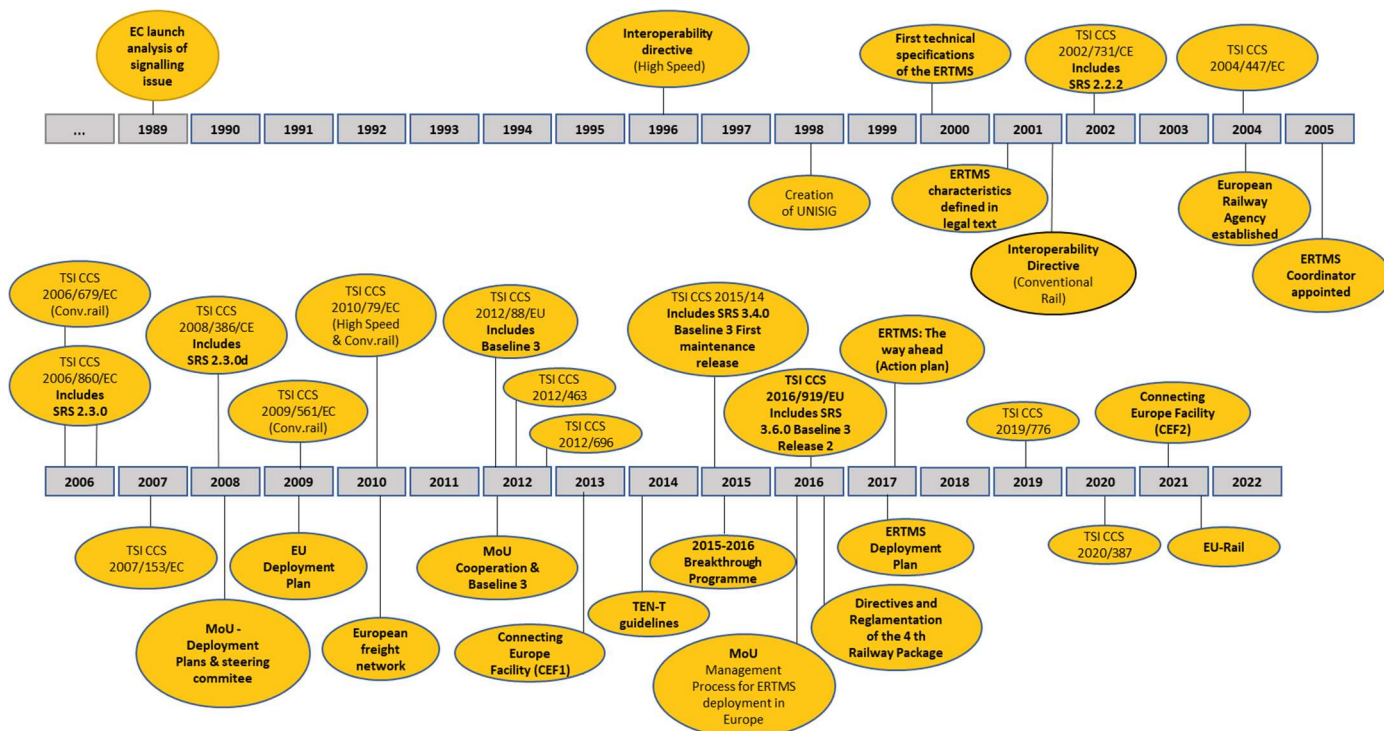 EC launch
analysis of
signalling
issue
Interoperability
directive
(High Speed)
First technical
specifications
of the ERTMS
TSI CCS
2002/731/CE
Includes
SRS 2.2.2
TSI CCS
2004/447/EC
... 1989 1990 1991 1992 1993 1994 1995 1996 1997 1998 1999 2000 2001 2002 2003 2004 2005
Creation
of UNISIG
ERTMS
characteristics
defined in
legal text
Interoperability
Directive
(Conventional
Rail)
European
Railway
Agency
established
ERTMS
Coordinator
appointed
TSI CCS
2006/679/EC
(Conv.rail)
TSI CCS
2006/860/EC
Includes
SRS 2.3.0
TSI CCS
2008/386/CE
Includes
SRS 2.3.0d
TSI CCS
2009/561/EC
(Conv.rail)
TSI CCS
2010/79/EC
(High Speed
& Conv.rail)
TSI CCS
2012/88/EU
Includes
Baseline 3
TSI CCS
2012/463
TSI CCS
2012/696
TSI CCS 2015/14
Includes SRS 3.4.0
Baseline 3 First
maintenance
release
TSI CCS
2016/919/EU
Includes SRS
3.6.0 Baseline 3
Release 2
ERTMS: The
way ahead
(Action plan)
TSI CCS
2019/776
Connecting
Europe Facility
(CEF2)
2006 2007 2008 2009 2010 2011 2012 2013 2014 2015 2016 2017 2018 2019 2020 2021 2022
TSI CCS
2007/153/EC
MoU -
Deployment
Plans & steering
commitee
EU
Deployment
Plan
European
freight
network
MoU
Cooperation &
Baseline 3
Connecting
Europe
Facility (CEF1)
TEN-T
guidelines
2015-2016
Breakthrough
Programme
MoU
Management
Process for ERTMS
deployment in
Europe
ERTMS
Deployment
Plan
Directives and
Reglamentation
of the 4 th
Railway Package
TSI CCS
2020/387
EU-Rail